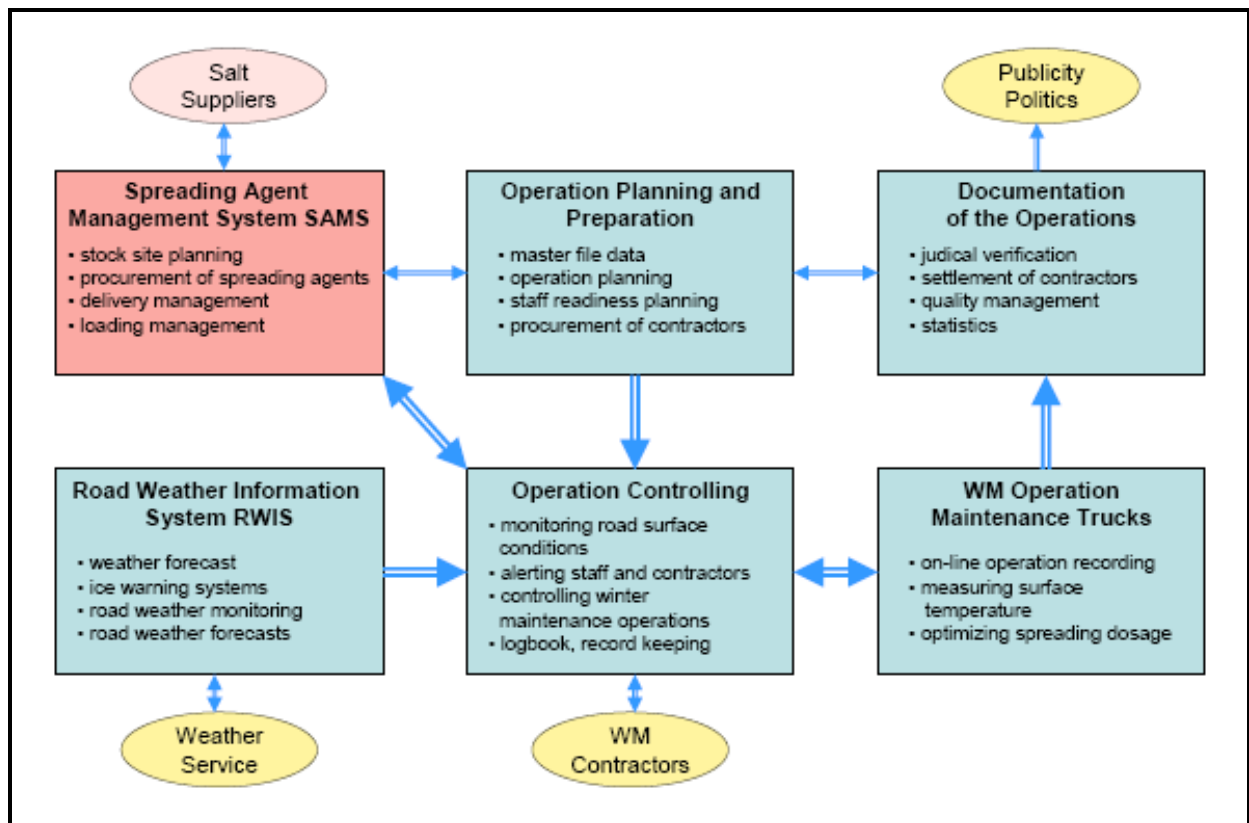 Salt
Suppliers
Publicity
Politics
Spreading Agent
Management System SAMS
▪ stock site planning
▪ procurement of spreading agents
▪ delivery management
▪ loading management
Operation Planning and
Preparation
▪ master file data
▪ operation planning
▪ staff readiness planning
▪ procurement of contractors
Documentation
of the Operations
▪ judical verification
▪ settlement of contractors
▪ quality management
▪ statistics
Road Weather Information
System RWIS
▪ weather forecast
▪ ice warning systems
▪ road weather monitoring
▪ road weather forecasts
Operation Controlling
▪ monitoring road surface
conditions
▪ alerting staff and contractors
▪ controlling winter
maintenance operations
▪ logbook, record keeping
WM Operation
Maintenance Trucks
▪ on-line operation recording
▪ measuring surface
temperature
▪ optimizing spreading dosage
Weather
Service
WM
Contractors